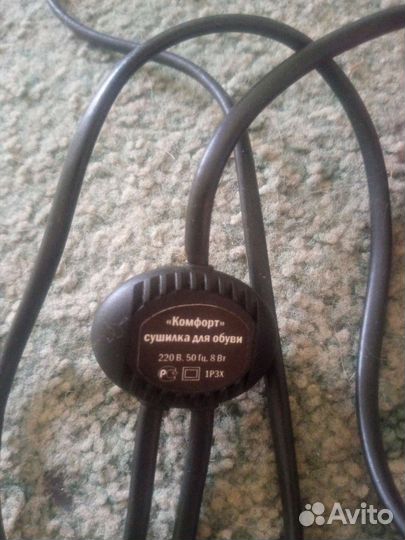 «Комфорт»
сушилка для обуви
220 В. 50 Гц. 8 Вт
IP3X
Avito